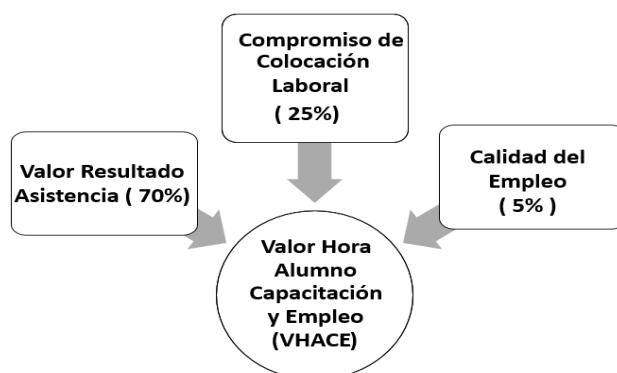 Compromiso de
Colocación
Laboral
( 25%)
Valor Resultado
Asistencia ( 70%)
Calidad del
Empleo
( 5% )
Valor Hora
Alumno
Capacitación
y Empleo
(VHACE)